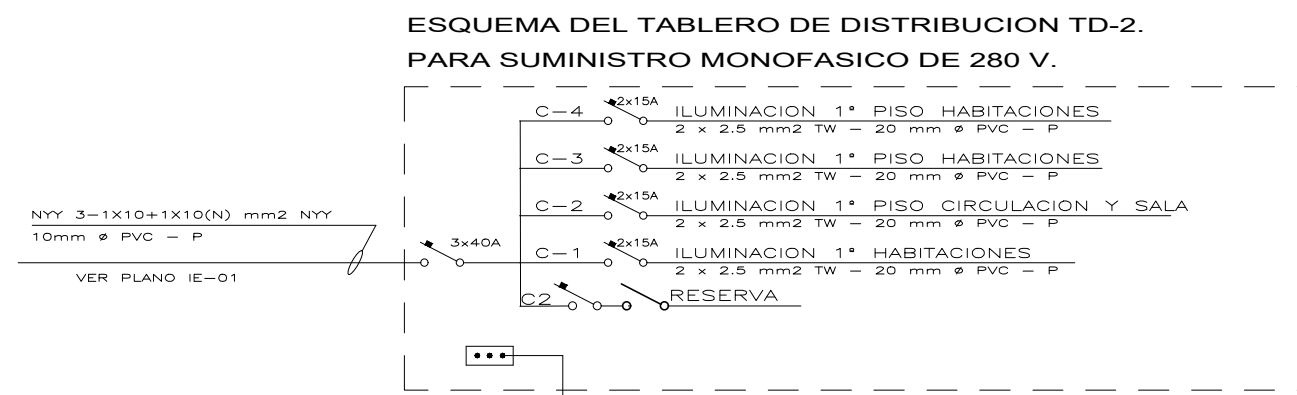 ESQUEMA DEL TABLERO DE DISTRIBUCION TD-2.
PARA SUMINISTRO MONOFASICO DE 280 V.
C-4 2x15A ILUMINACION 1ª PISO HABITACIONES
2 x 2.5 mm2 TW - 20 mm ø PVC - P
C-3 2x15A ILUMINACION 1ª PISO HABITACIONES
2 x 2.5 mm2 TW - 20 mm ø PVC - P
C-2 2x15A ILUMINACION 1ª PISO CIRCULACION Y SALA
2 x 2.5 mm2 TW - 20 mm ø PVC - P
NYY 3-1X10+1X10(N) mm2 NYY
10mm ø PVC - P
VER PLANO IE-01
3x40A
C-1 2x15A ILUMINACION 1ª HABITACIONES
2 x 2.5 mm2 TW - 20 mm ø PVC - P
C2 RESERVA